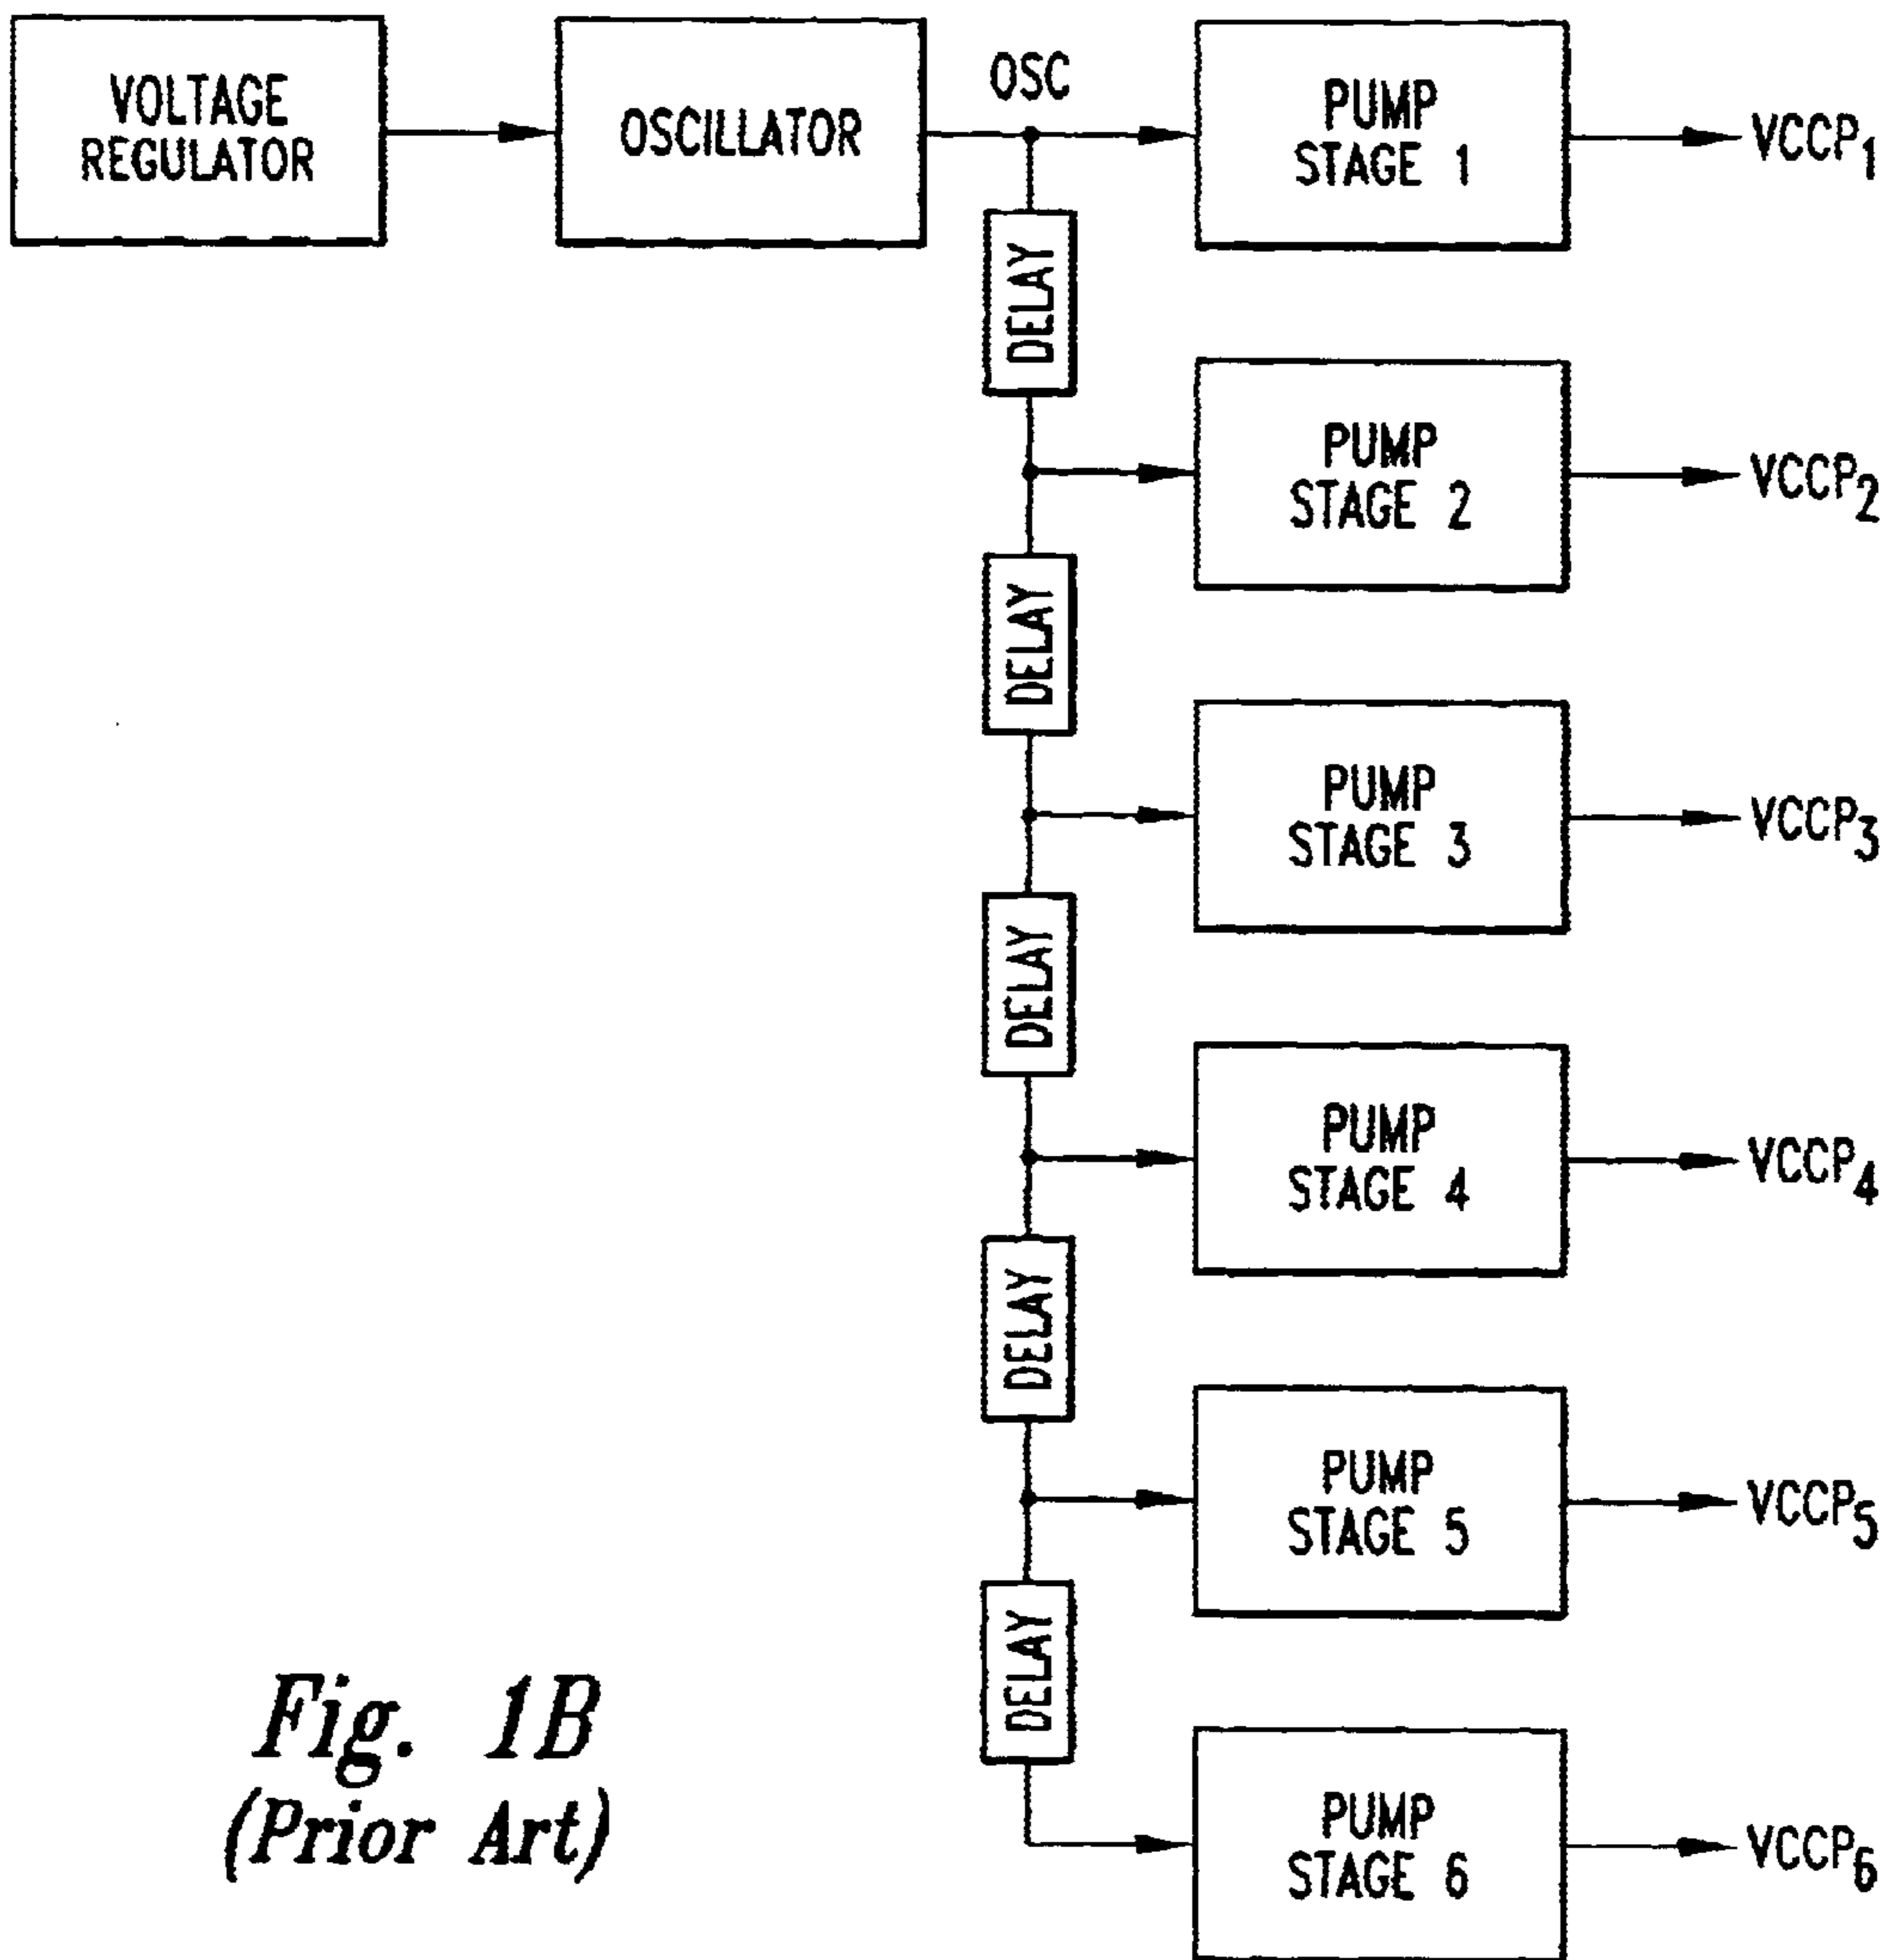 VOLTAGE
REGULATOR
OSCILLATOR
OSC
PUMP
STAGE 1
VCCP1
DELAY
PUMP
STAGE 2
VCCP2
DELAY
PUMP
STAGE 3
VCCP3
DELAY
PUMP
STAGE 4
VCCP4
DELAY
PUMP
STAGE 5
VCCP5
DELAY
PUMP
STAGE 6
VCCP6
Fig. 1B
(Prior Art)